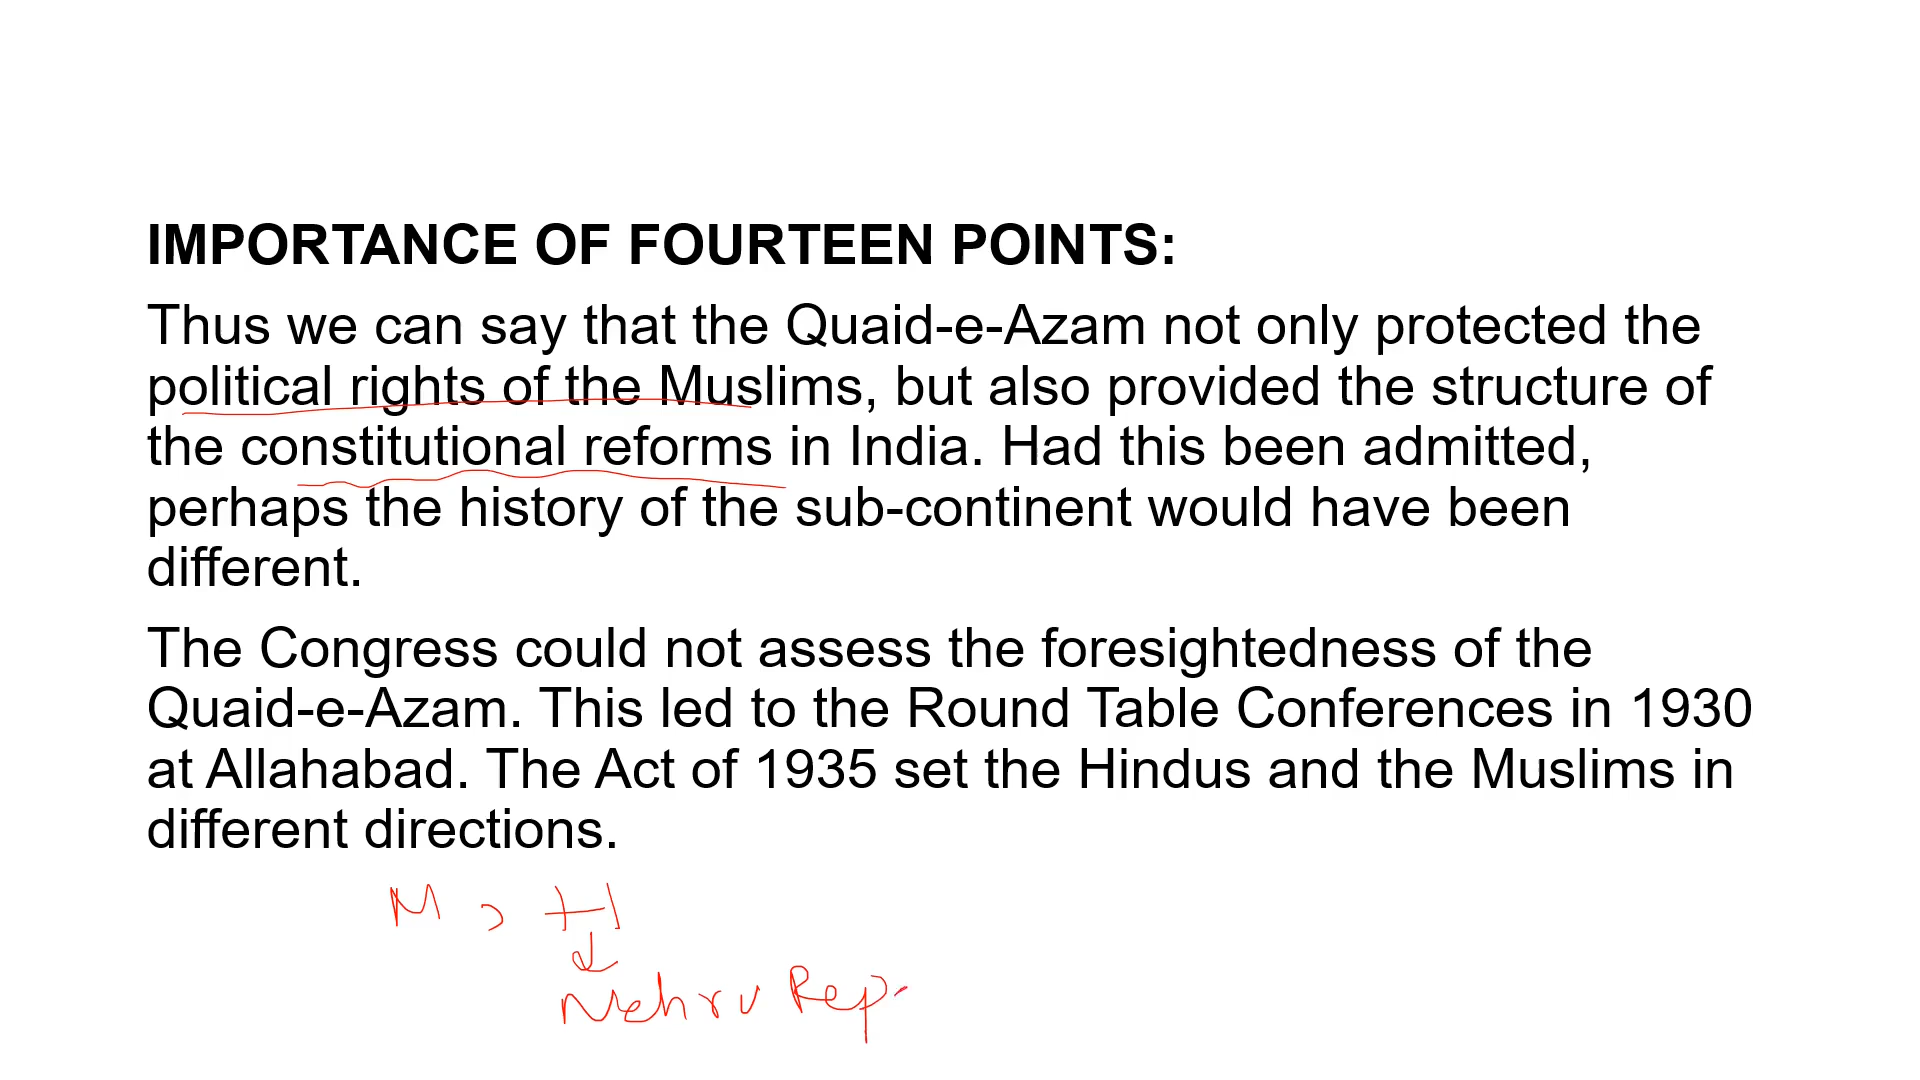 IMPORTANCE OF FOURTEEN POINTS:
Thus we can say that the Quaid-e-Azam not only protected the
political rights of the Muslims, but also provided the structure of
the constitutional reforms in India. Had this been admitted,
perhaps the history of the sub-continent would have been
different.
The Congress could not assess the foresightedness of the
Quaid-e-Azam. This led to the Round Table Conferences in 1930
at Allahabad. The Act of 1935 set the Hindus and the Muslims in
different directions.
M , H
Nehru Rep.